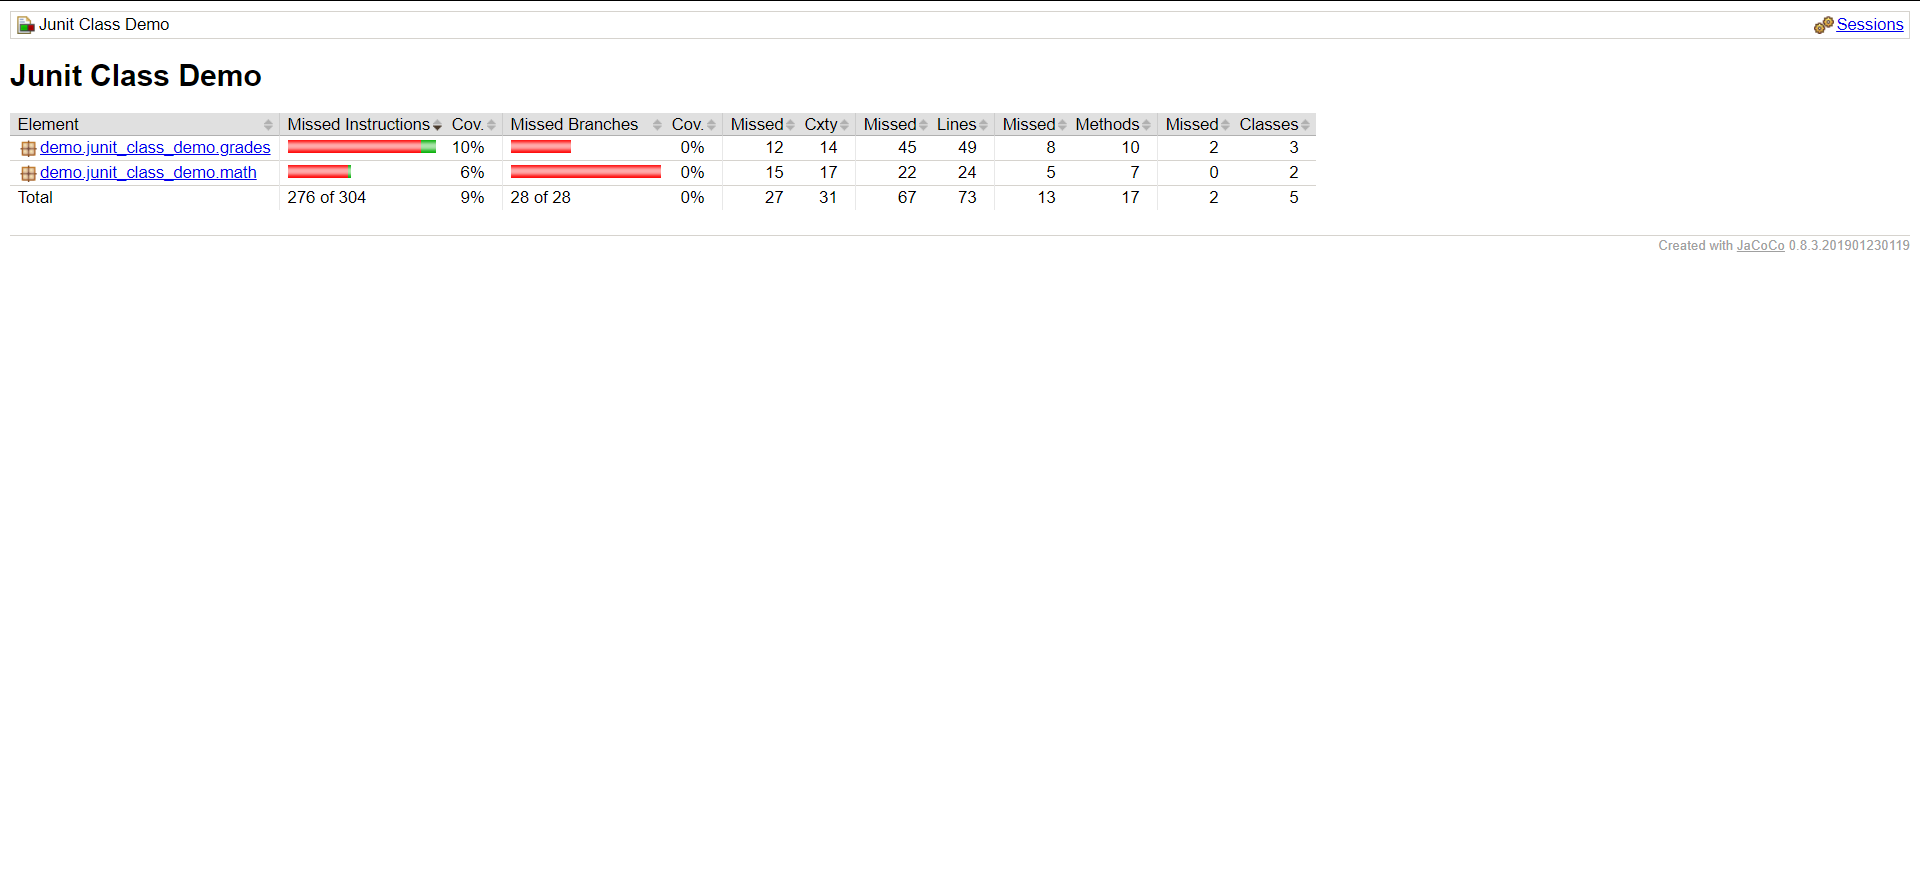 Junit Class Demo Sessions
Junit Class Demo
Element Missed Instructions Cov. Missed Branches Cov. Missed Cxty Missed Lines Missed Methods Missed Classes
demo.junit_class_demo.grades 10% 0% 12 14 45 49 8 10 2 3
demo.junit_class_demo.math 6% 0% 15 17 22 24 5 7 0 2
Total 276 of 304 9% 28 of 28 0% 27 31 67 73 13 17 2 5
Created with JaCoCo 0.8.3.201901230119